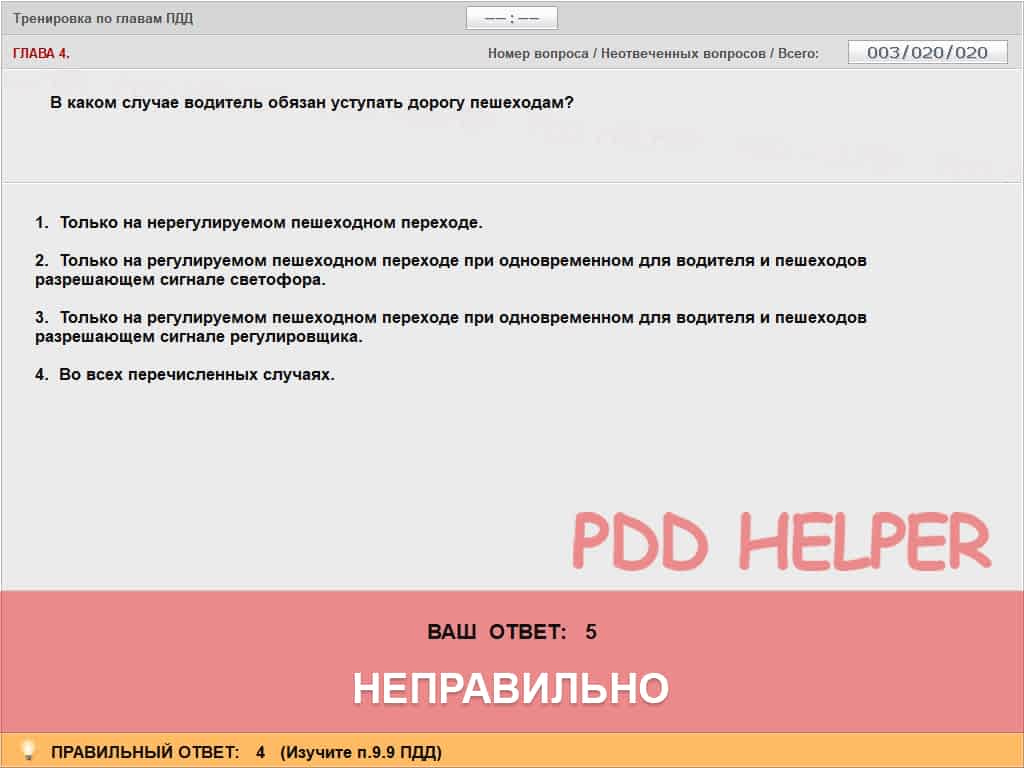 Тренировка по главам ПДД
—— : ——
ГЛАВА 4.
Номер вопроса / Неотвеченных вопросов / Всего:
003/020/020
В каком случае водитель обязан уступать дорогу пешеходам?
1. Только на нерегулируемом пешеходном переходе.
2. Только на регулируемом пешеходном переходе при одновременном для водителя и пешеходов
разрешающем сигнале светофора.
3. Только на регулируемом пешеходном переходе при одновременном для водителя и пешеходов
разрешающем сигнале регулировщика.
4. Во всех перечисленных случаях.
PDD HELPER
ВАШ ОТВЕТ: 5
НЕПРАВИЛЬНО
ПРАВИЛЬНЫЙ ОТВЕТ: 4 (Изучите п.9.9 ПДД)